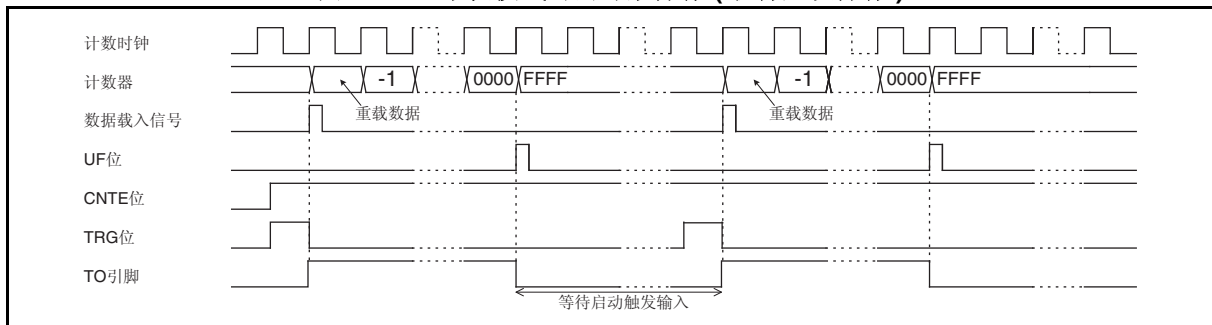 计数时钟
计数器 -1 0000 FFFF -1 0000 FFFF
重载数据 重载数据
数据载入信号
UF位
CNTE位
TRG位
TO引脚
等待启动触发输入